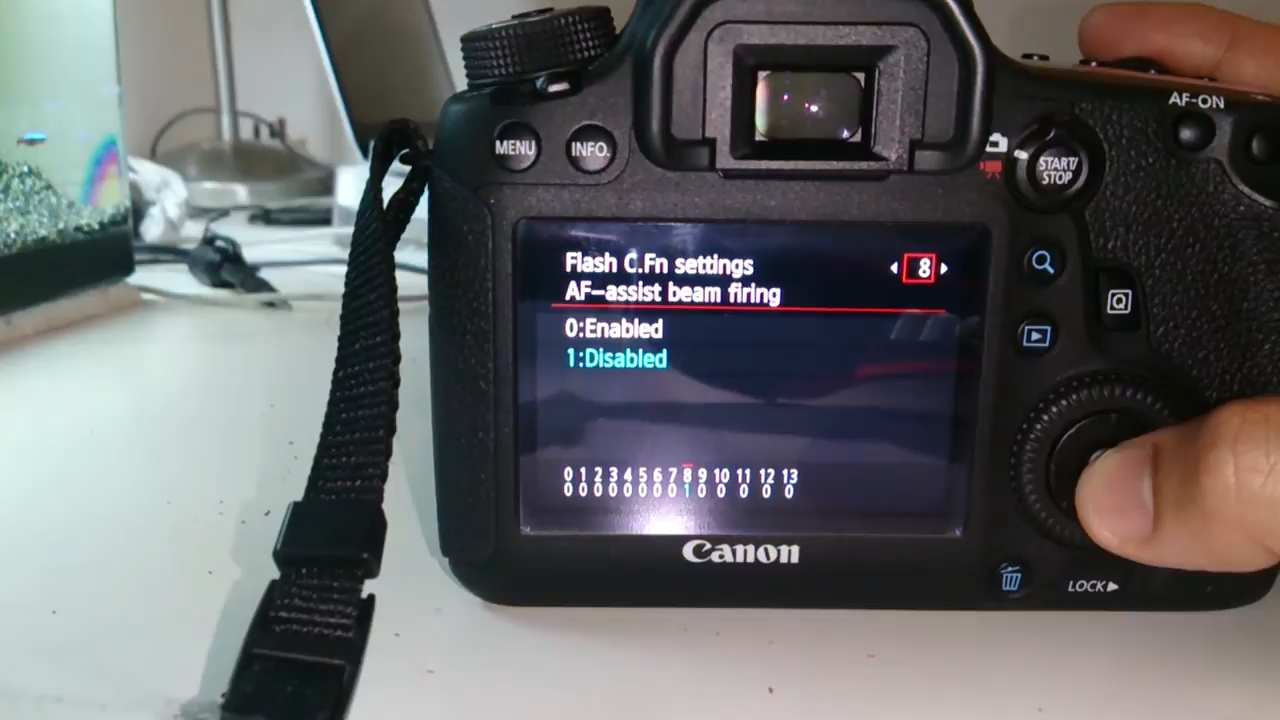 AF-ON
MENU
INFO.
START/
STOP
Flash C.Fn settings
8
AF-assist beam firing
0:Enabled
1:Disabled
Q
0 1 2 3 4 5 6 7 8 9 10 11 12 13
0 0 0 0 0 0 0 0 1 0 0 0 0 0
Canon
LOCK